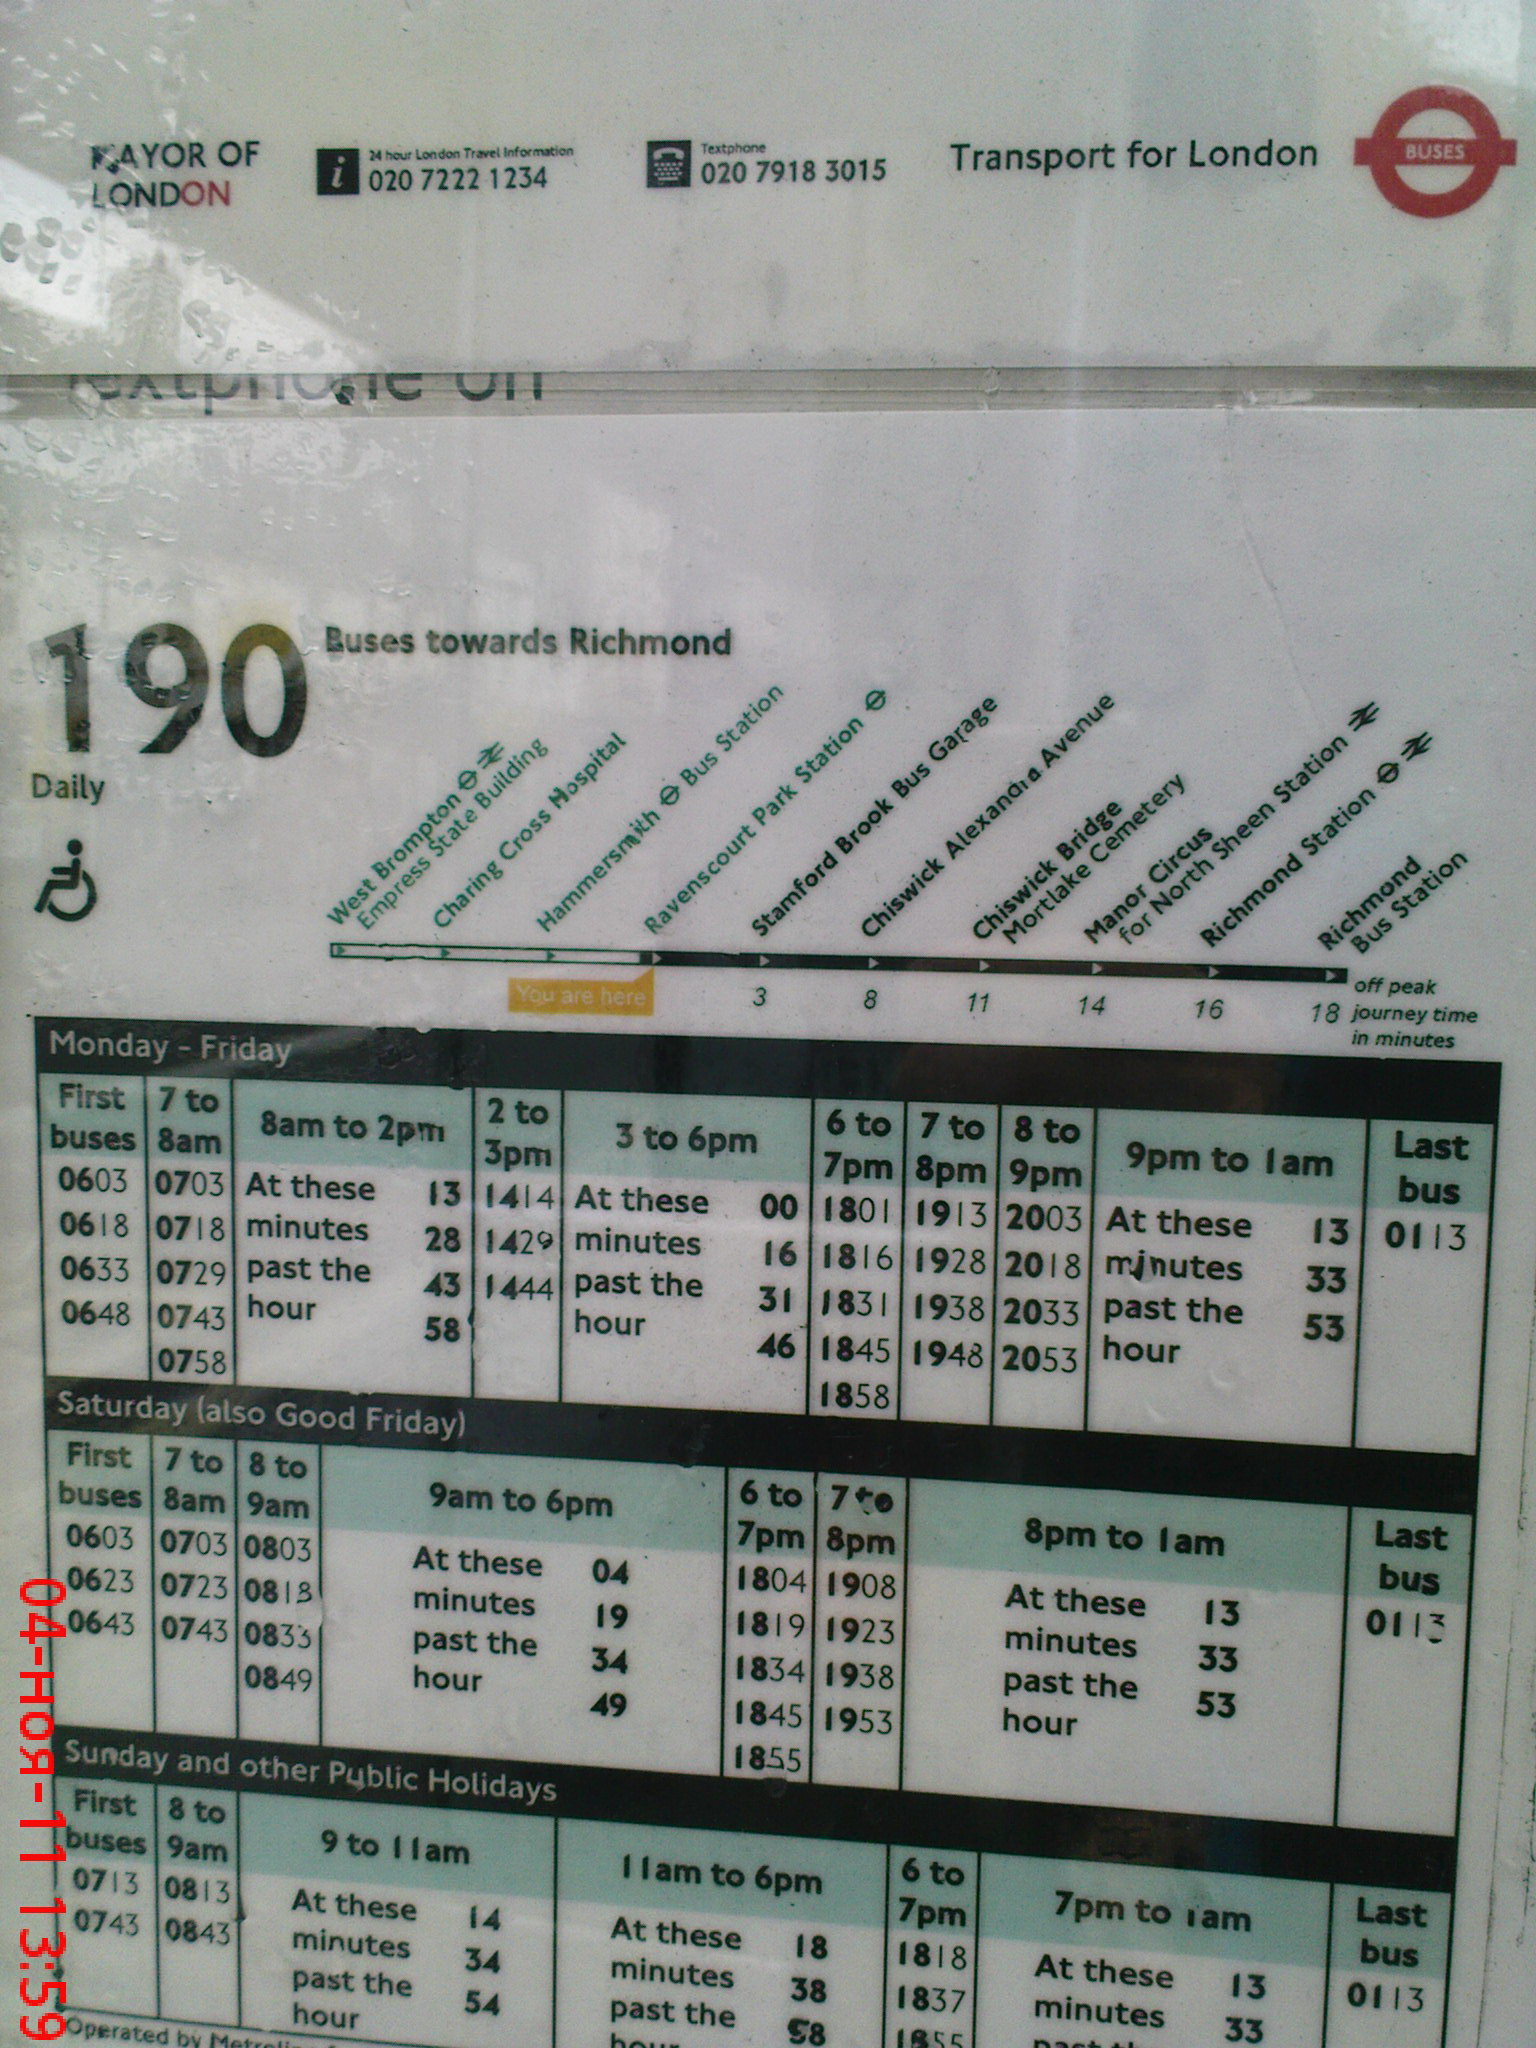 MAYOR OF
LONDON
24 hour London Travel Information
020 7222 1234
Textphone
020 7918 3015
Transport for London
BUSES
Textphone on
190
Buses towards Richmond
Daily
West Brompton
Empress State Building
Charing Cross Hospital
Hammersmith Bus Station
Ravenscourt Park Station
Stamford Brook Bus Garage
Chiswick Alexandra Avenue
Chiswick Bridge
Mortlake Cemetery
Manor Circus
for North Sheen Station
Richmond Station
Richmond
Bus Station
You are here
3 8 11 14 16 18
off peak
journey time
in minutes
Monday - Friday
First buses
0603
0618
0633
0648
7 to 8am
0703
0718
0729
0743
0758
8am to 2pm
At these 13
minutes 28
past the 43
hour 58
2 to 3pm
1414
1429
1444
3 to 6pm
At these 00
minutes 16
past the 31
hour 46
6 to 7pm
1801
1816
1831
1845
1858
7 to 8pm
1913
1928
1938
1948
8 to 9pm
2003
2018
2033
2053
9pm to 1am
At these 13
minutes 33
past the 53
hour
Last bus
0113
Saturday (also Good Friday)
First buses
0603
0623
0643
7 to 8am
0703
0723
0743
8 to 9am
0803
0818
0833
0849
9am to 6pm
At these 04
minutes 19
past the 34
hour 49
6 to 7pm
1804
1819
1834
1845
1855
7 to 8pm
1908
1923
1938
1953
8pm to 1am
At these 13
minutes 33
past the 53
hour
Last bus
0113
Sunday and other Public Holidays
First buses
0713
0743
8 to 9am
0813
0843
9 to 11am
At these 14
minutes 34
past the 54
hour
11am to 6pm
At these 18
minutes 38
past the 58
hour
6 to 7pm
1818
1837
1855
7pm to 1am
At these 13
minutes 33
past the
Last bus
0113
Operated by
04-НОЯ-11 13:59